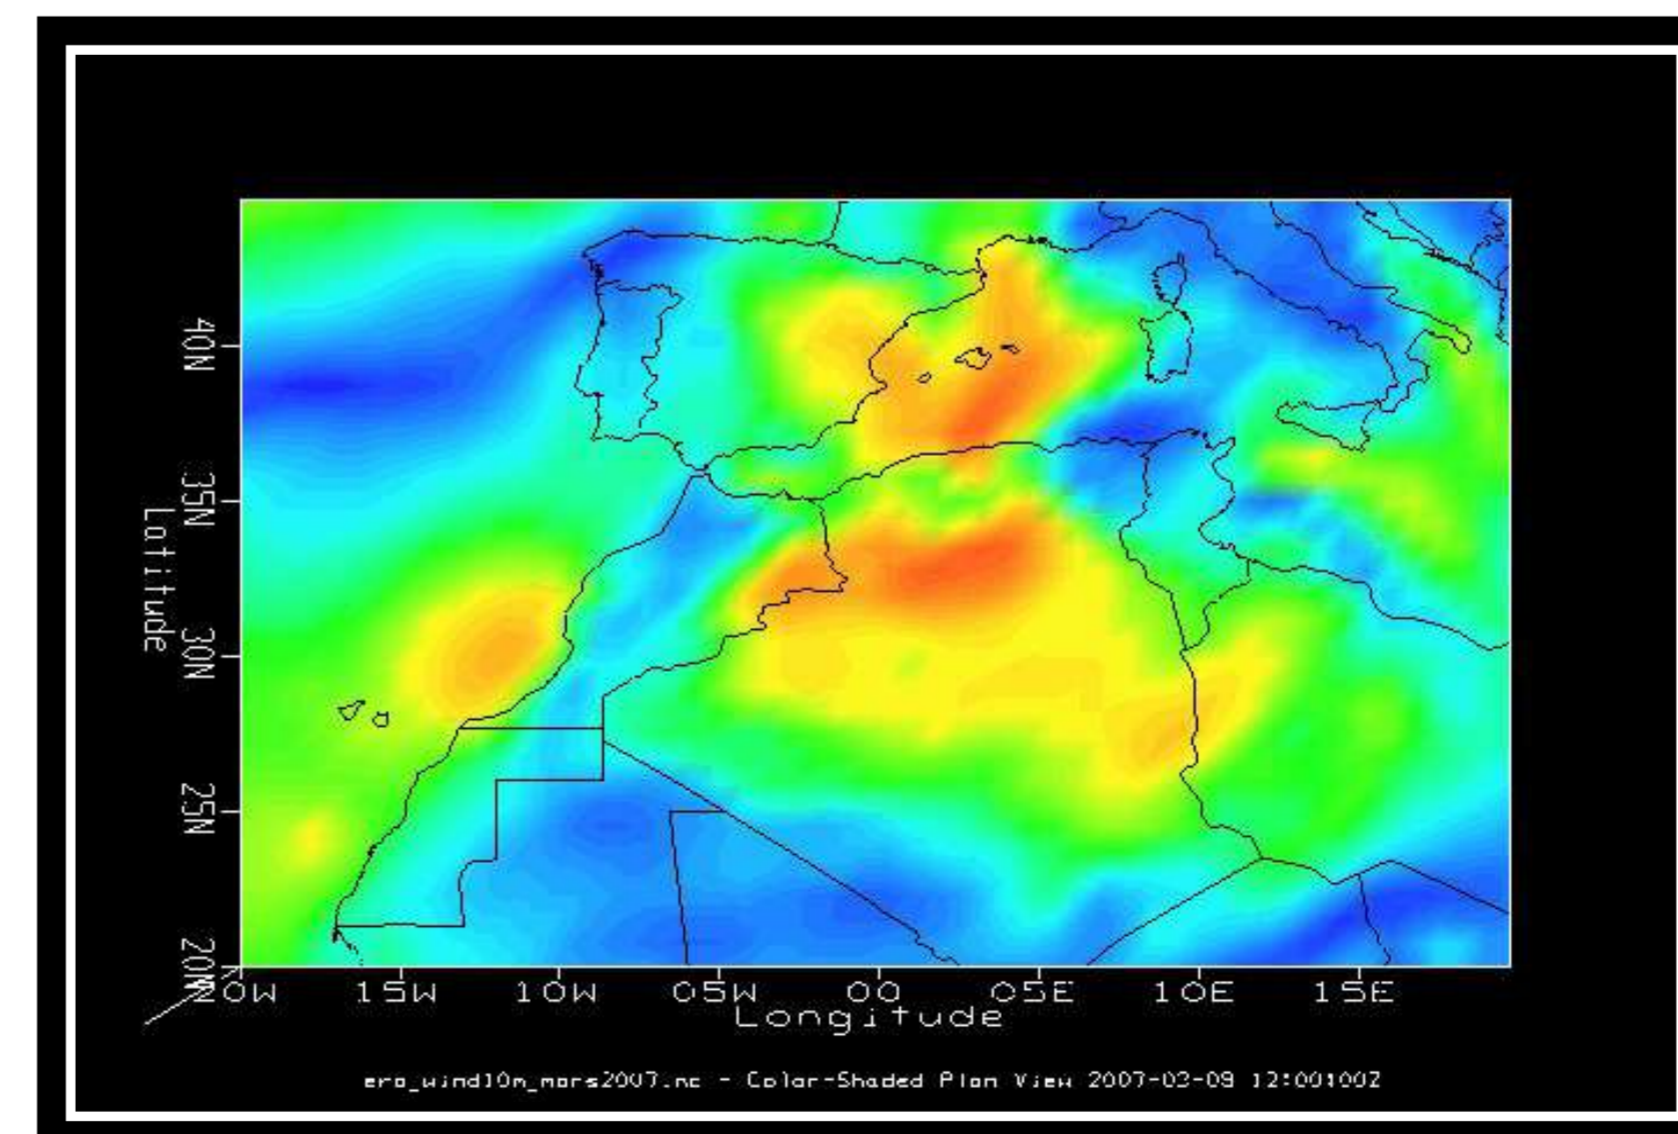 40N
35N
Latitude
30N
25N
20N
20W 15W 10W 05W 00 05E 10E 15E
Longitude
era_wind10m_mars2007.nc - Color-Shaded Plan View 2007-03-09 12:00:00Z